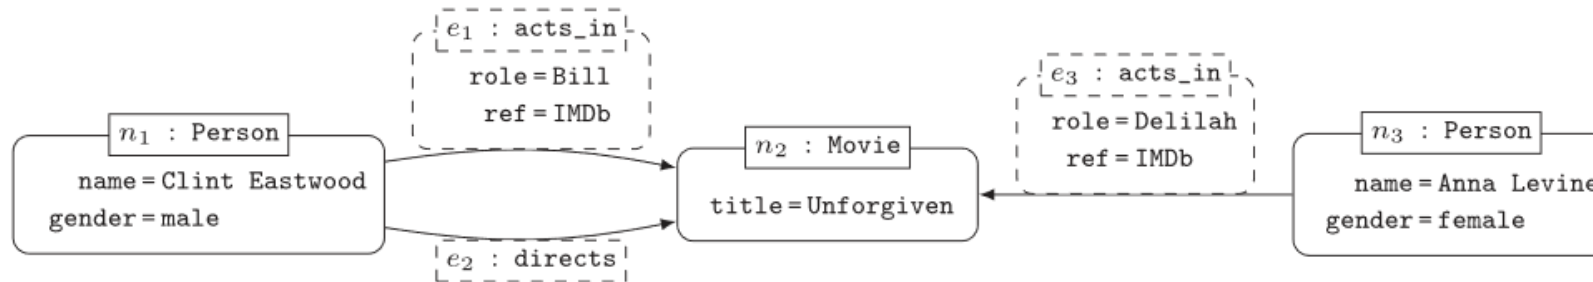 e1 : acts_in
role = Bill
ref = IMDb
n1 : Person
name = Clint Eastwood
gender = male
e2 : directs
n2 : Movie
title = Unforgiven
e3 : acts_in
role = Delilah
ref = IMDb
n3 : Person
name = Anna Levine
gender = female